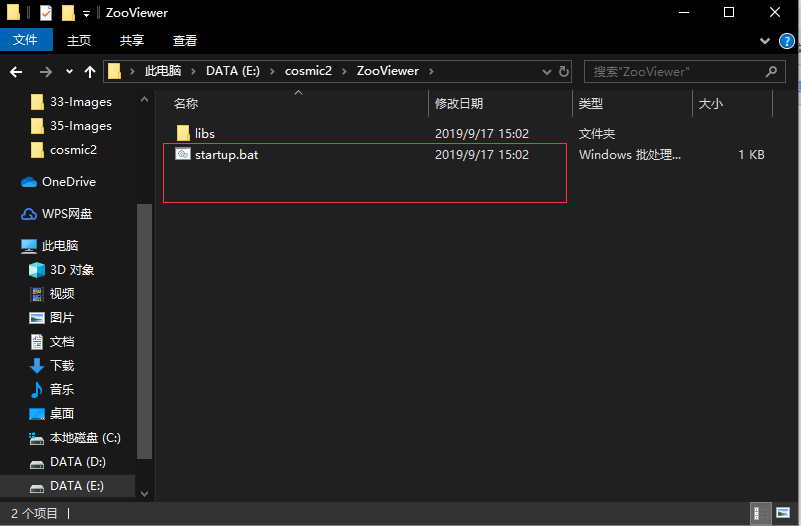 ZooViewer
文件 主页 共享 查看
此电脑 DATA (E:) cosmic2 ZooViewer 搜索"ZooViewer"
名称 修改日期 类型 大小
33-Images
35-Images
cosmic2
OneDrive
WPS网盘
此电脑
3D 对象
视频
图片
文档
下载
音乐
桌面
本地磁盘 (C:)
DATA (D:)
DATA (E:)
libs 2019/9/17 15:02 文件夹
startup.bat 2019/9/17 15:02 Windows 批处理... 1 KB
2 个项目